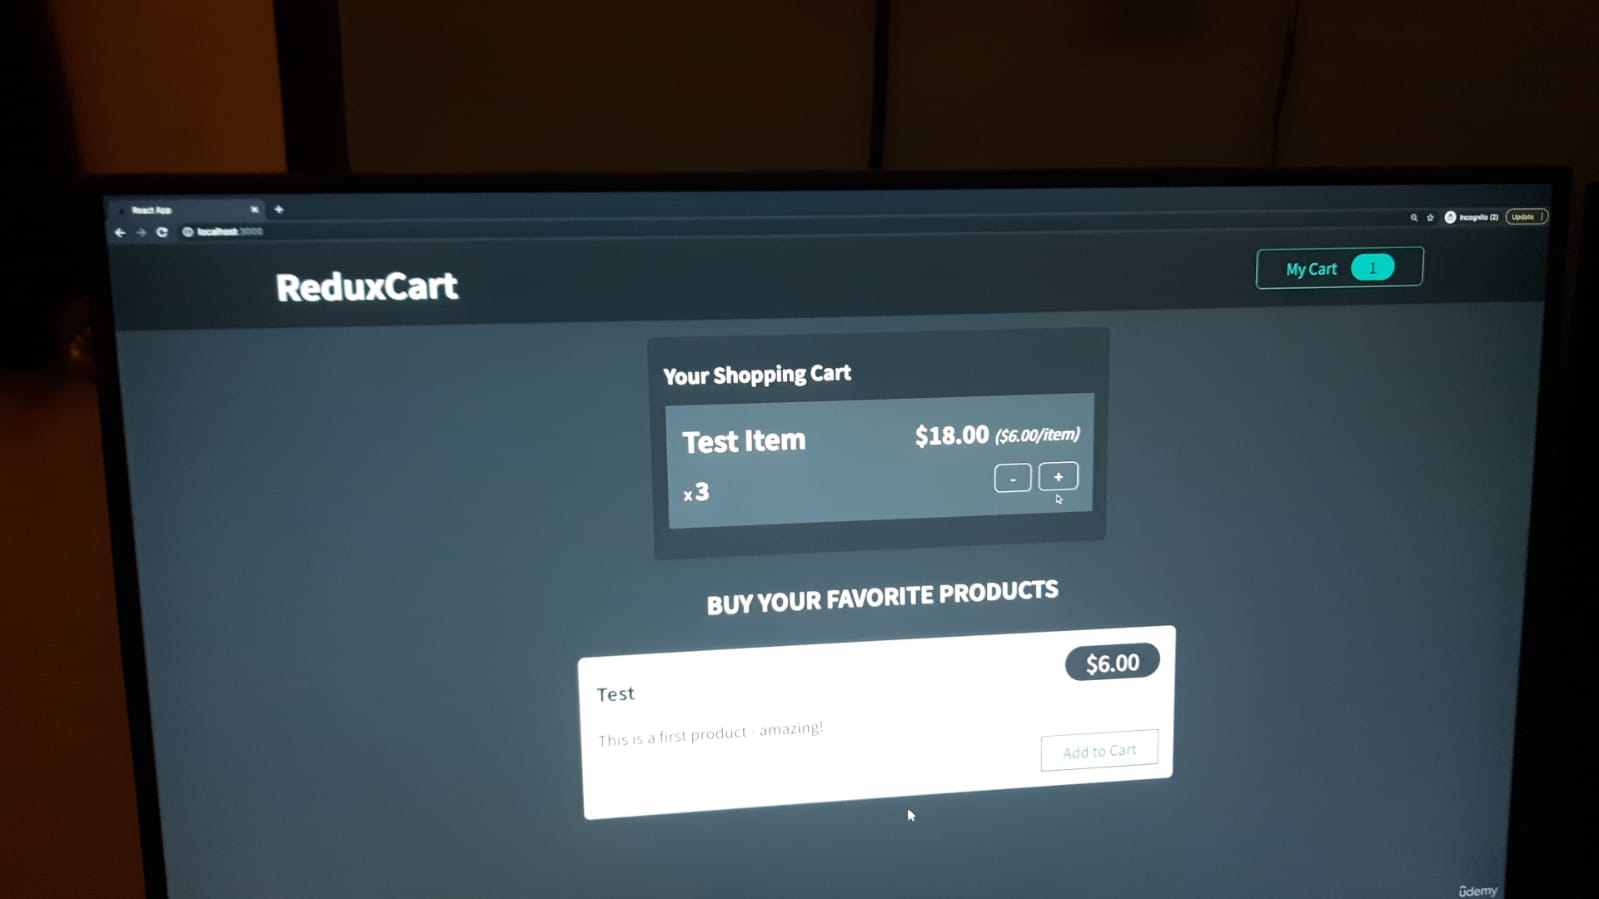 React App
localhost:3000
Incognito (2)
Update
ReduxCart
My Cart 1
Your Shopping Cart
Test Item
$18.00 ($6.00/item)
x 3
- +
BUY YOUR FAVORITE PRODUCTS
$6.00
Test
This is a first product - amazing!
Add to Cart
ûdemy